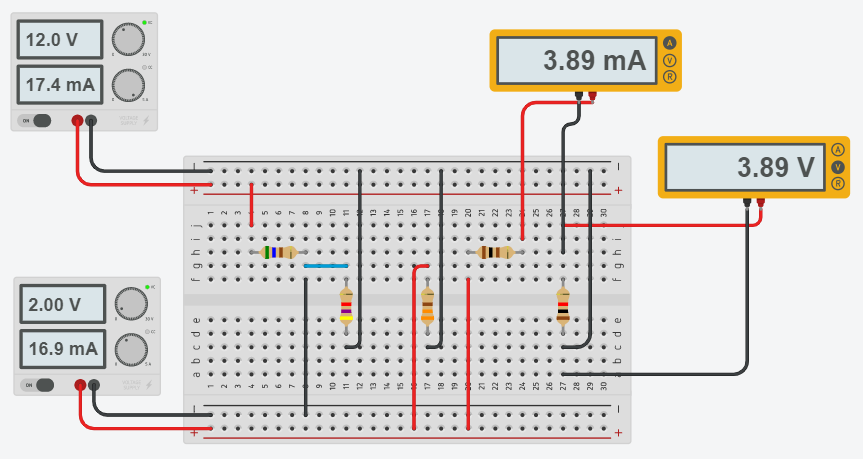 12.0 V
17.4 mA
ON
3.89 mA
A
V
R
3.89 V
A
V
R
1 2 3 4 5 6 7 8 9 10 11 12 13 14 15 16 17 18 19 20 21 22 23 24 25 26 27 28 29 30
j
i
h
g
f
2.00 V
16.9 mA
ON
e
d
c
b
a
1 2 3 4 5 6 7 8 9 10 11 12 13 14 15 16 17 18 19 20 21 22 23 24 25 26 27 28 29 30